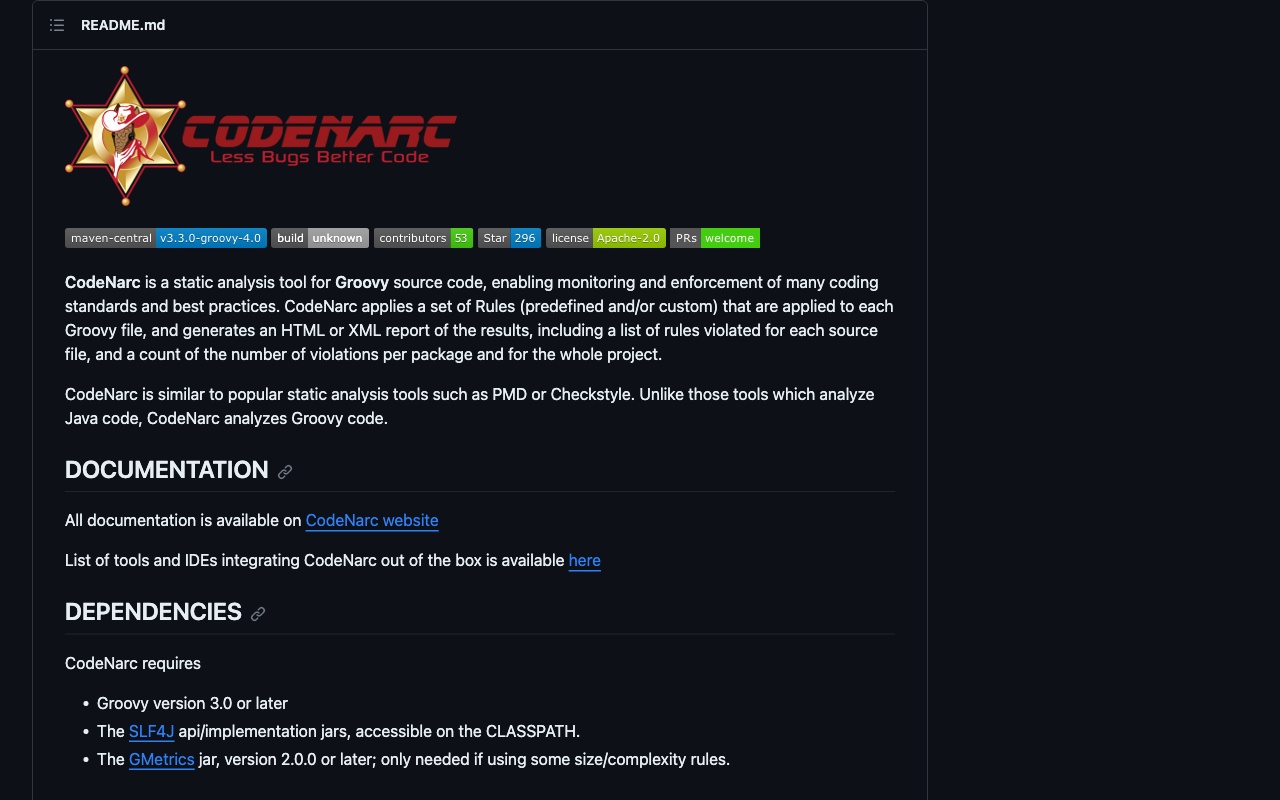 README.md
CODENARC
Less Bugs Better Code
maven-central v3.3.0-groovy-4.0 build unknown contributors 53 Star 296 license Apache-2.0 PRs welcome
CodeNarc is a static analysis tool for Groovy source code, enabling monitoring and enforcement of many coding
standards and best practices. CodeNarc applies a set of Rules (predefined and/or custom) that are applied to each
Groovy file, and generates an HTML or XML report of the results, including a list of rules violated for each source
file, and a count of the number of violations per package and for the whole project.
CodeNarc is similar to popular static analysis tools such as PMD or Checkstyle. Unlike those tools which analyze
Java code, CodeNarc analyzes Groovy code.
DOCUMENTATION
All documentation is available on CodeNarc website
List of tools and IDEs integrating CodeNarc out of the box is available here
DEPENDENCIES
CodeNarc requires
• Groovy version 3.0 or later
• The SLF4J api/implementation jars, accessible on the CLASSPATH.
• The GMetrics jar, version 2.0.0 or later; only needed if using some size/complexity rules.